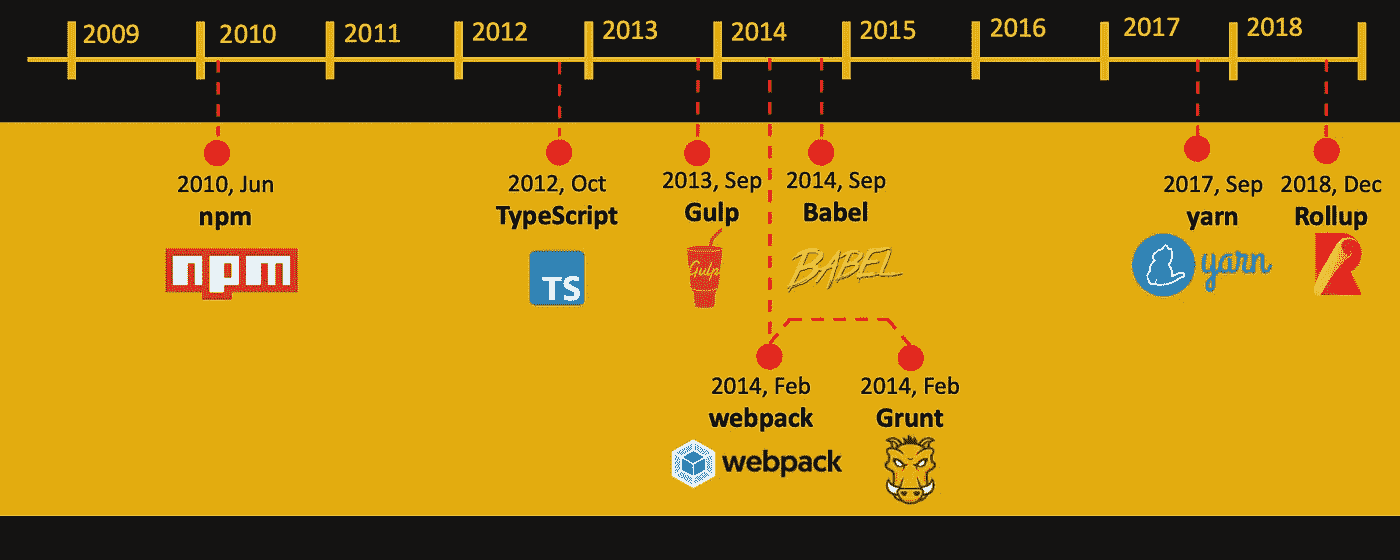 2009 2010 2011 2012 2013 2014 2015 2016 2017 2018
2010, Jun
npm
npm
2012, Oct
TypeScript
TS
2013, Sep
Gulp
Gulp
2014, Sep
Babel
BABEL
2017, Sep
yarn
yarn
2018, Dec
Rollup
2014, Feb
webpack
webpack
2014, Feb
Grunt